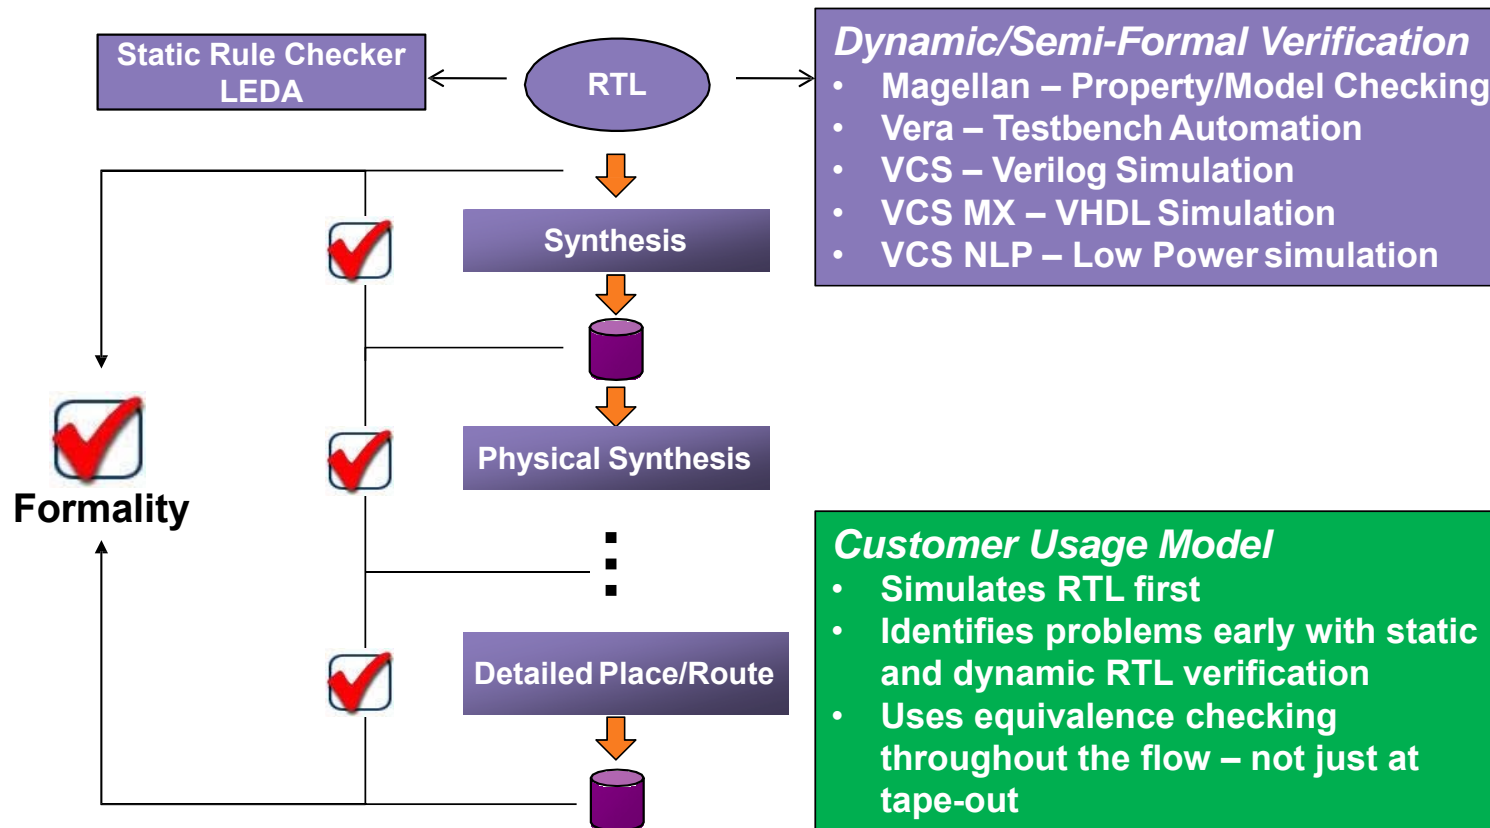 Static Rule Checker
LEDA
RTL
Dynamic/Semi-Formal Verification
• Magellan – Property/Model Checking
• Vera – Testbench Automation
• VCS – Verilog Simulation
• VCS MX – VHDL Simulation
• VCS NLP – Low Power simulation
Synthesis
Physical Synthesis
Formality
Detailed Place/Route
Customer Usage Model
• Simulates RTL first
• Identifies problems early with static
and dynamic RTL verification
• Uses equivalence checking
throughout the flow – not just at
tape-out